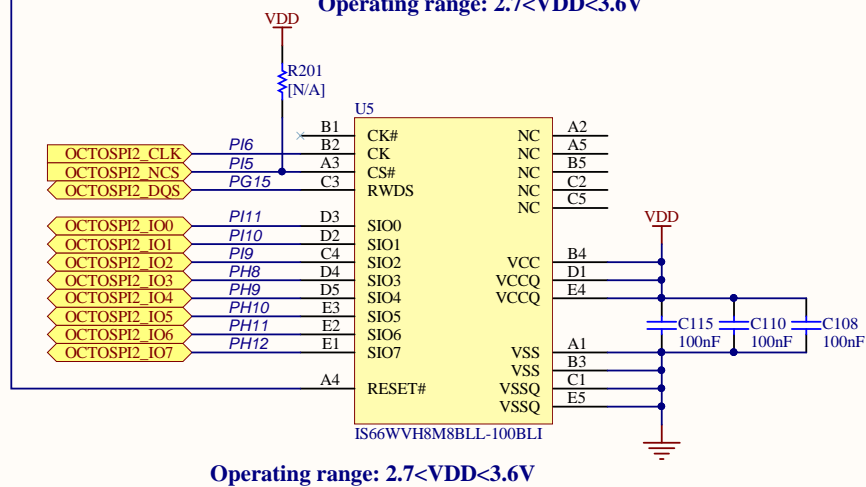 Operating range: 2.7<VDD<3.6V
VDD
R201
[N/A]
U5
B1 CK# NC A2
OCTOSPI2_CLK PI6 B2 CK NC A5
OCTOSPI2_NCS PI5 A3 CS# NC B5
OCTOSPI2_DQS PG15 C3 RWDS NC C2
NC C5
OCTOSPI2_IO0 PI11 D3 SIO0 VDD
OCTOSPI2_IO1 PI10 D2 SIO1
OCTOSPI2_IO2 PI9 C4 SIO2 VCC B4
OCTOSPI2_IO3 PH8 D4 SIO3 VCCQ D1
OCTOSPI2_IO4 PH9 D5 SIO4 VCCQ E4
OCTOSPI2_IO5 PH10 E3 SIO5 C115 C110 C108
OCTOSPI2_IO6 PH11 E2 SIO6 100nF 100nF 100nF
OCTOSPI2_IO7 PH12 E1 SIO7 VSS A1
VSS B3
A4 RESET# VSSQ C1
VSSQ E5
IS66WVH8M8BLL-100BLI
Operating range: 2.7<VDD<3.6V